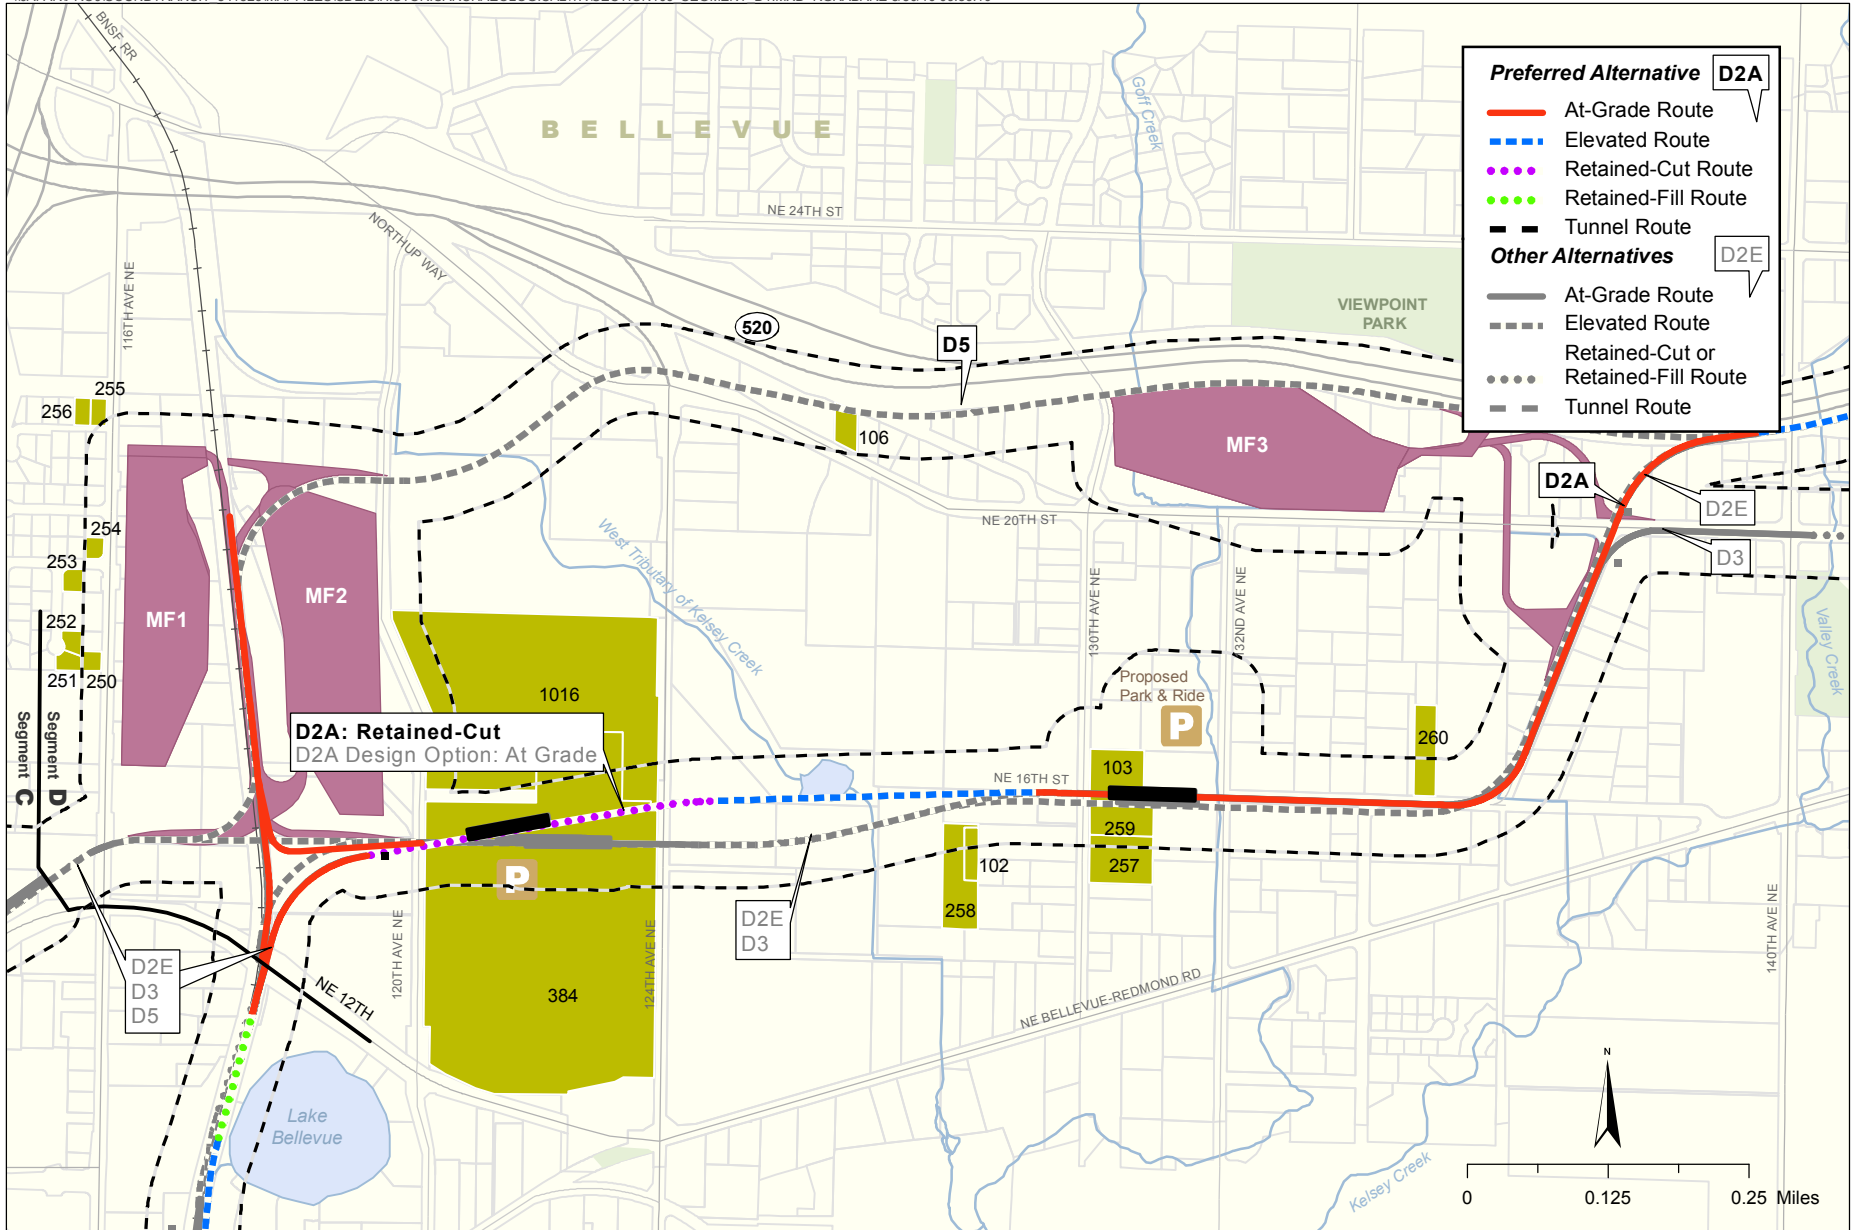 BNSF RR
BELLEVUE
Goff Creek
Preferred Alternative D2A
At-Grade Route
Elevated Route
Retained-Cut Route
Retained-Fill Route
Tunnel Route
Other Alternatives D2E
At-Grade Route
Elevated Route
Retained-Cut or
Retained-Fill Route
Tunnel Route
NE 24TH ST
NORTHUP WAY
116TH AVE NE
VIEWPOINT
PARK
520
D5
255
256
106
MF3
D2A
D2E
D3
NE 20TH ST
254
253
252
251
250
MF1
MF2
West Tributary of Kelsey Creek
130TH AVE NE
132ND AVE NE
Valley Creek
Segment C
Segment D
1016
D2A: Retained-Cut
D2A Design Option: At Grade
Proposed
Park & Ride
P
260
103
NE 16TH ST
259
257
102
258
P
D2E
D3
D2E
D3
D5
NE 12TH
120TH AVE NE
124TH AVE NE
384
140TH AVE NE
NE BELLEVUE-REDMOND RD
Lake
Bellevue
Kelsey Creek
N
0 0.125 0.25 Miles